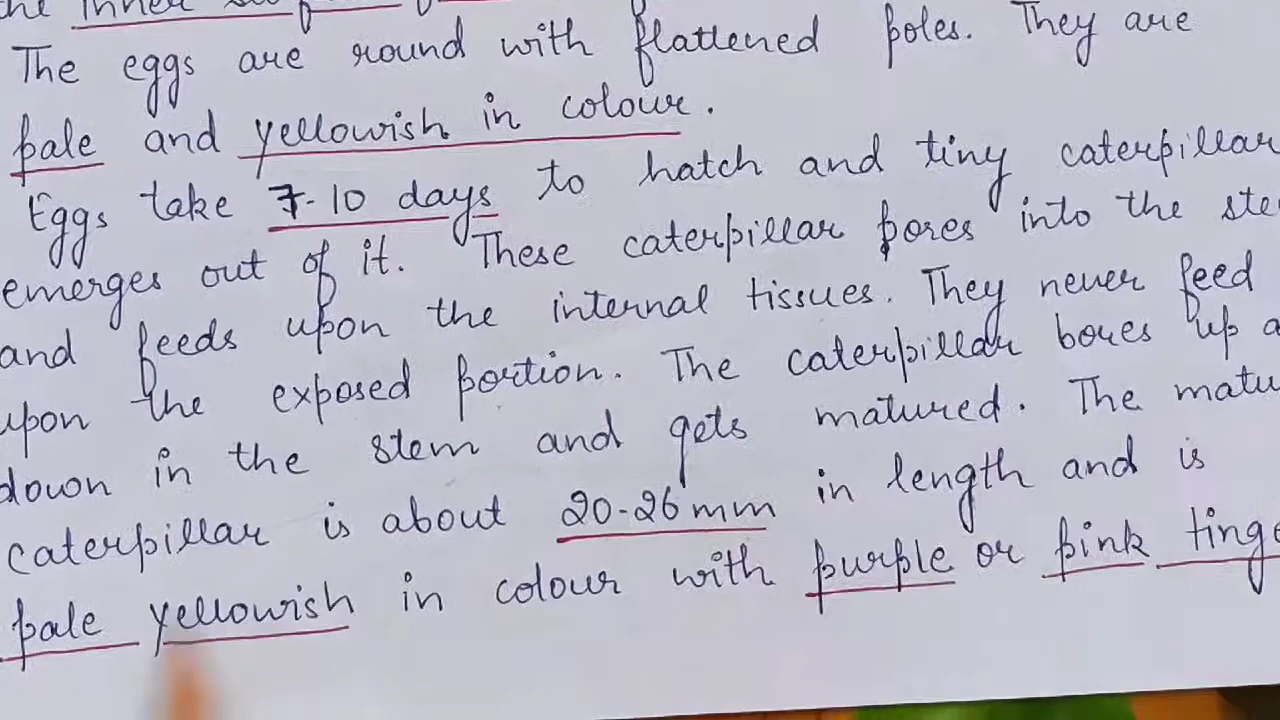 the inner
The eggs are round with flattened poles. They are
pale and yellowish in colour.
Eggs take 7-10 days to hatch and tiny caterpillar
emerges out of it. These caterpillar bores into the ste
and feeds upon the internal tissues. They never feed
upon the exposed portion. The caterpillar bores up a
down in the stem and gets matured. The matu
caterpillar is about 20-26 mm in length and is
pale yellowish in colour with purple or pink tinge